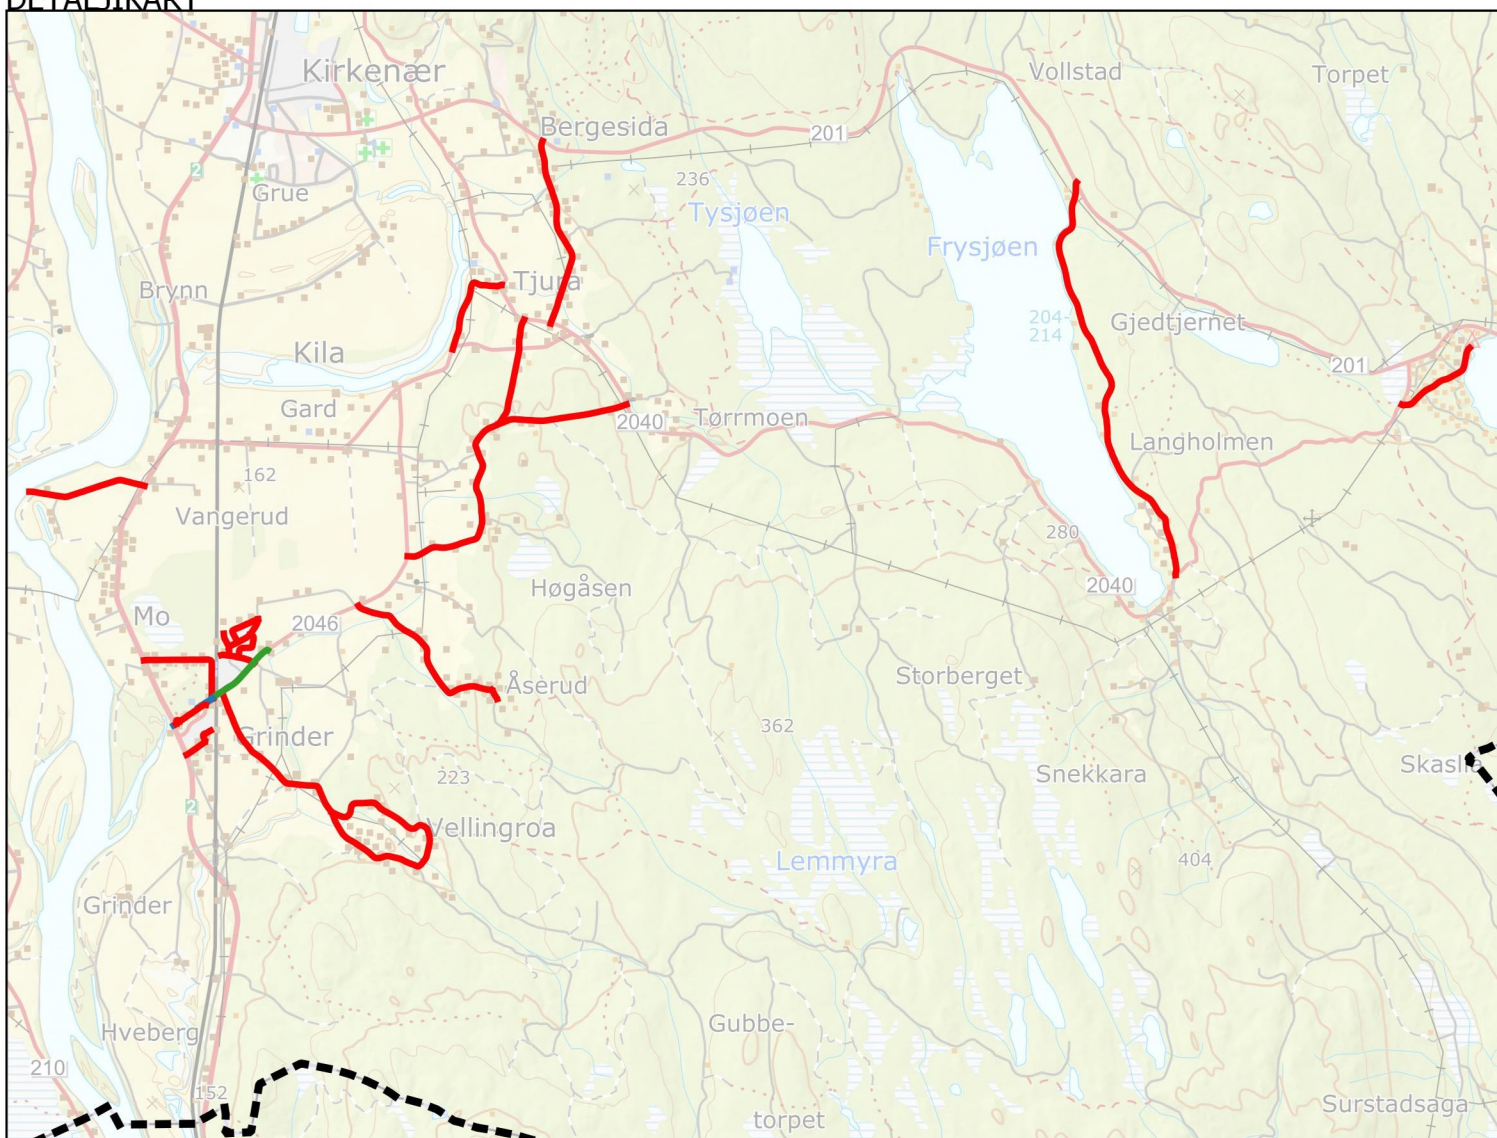 DETALJKART
Kirkenær
Vollstad
Torpet
Bergesida
201
2
236
Grue
Tysjøen
Frysjøen
Brynn
Tjura
204-
214
Gjedtjernet
Kila
201
Gard
2040
Tørrmoen
Langholmen
162
Vangerud
280
Høgåsen
2040
Mo
2046
Åserud
Storberget
362
Grinder
Skaslia
223
Snekkara
2
Vellingroa
Lemmyra
404
Grinder
Gubbe-
Hveberg
210
152
Surstadsaga
torpet